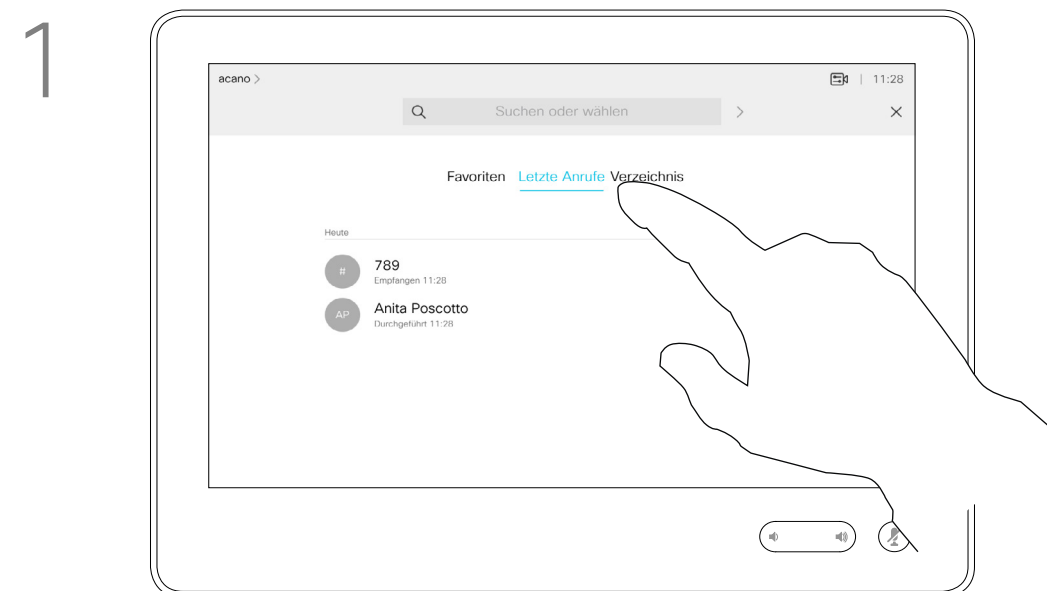 1
acano >
| 11:28
Suchen oder wählen >
Favoriten Letzte Anrufe Verzeichnis
Heute
#
789
Empfangen 11:28
AP
Anita Poscotto
Durchgeführt 11:28